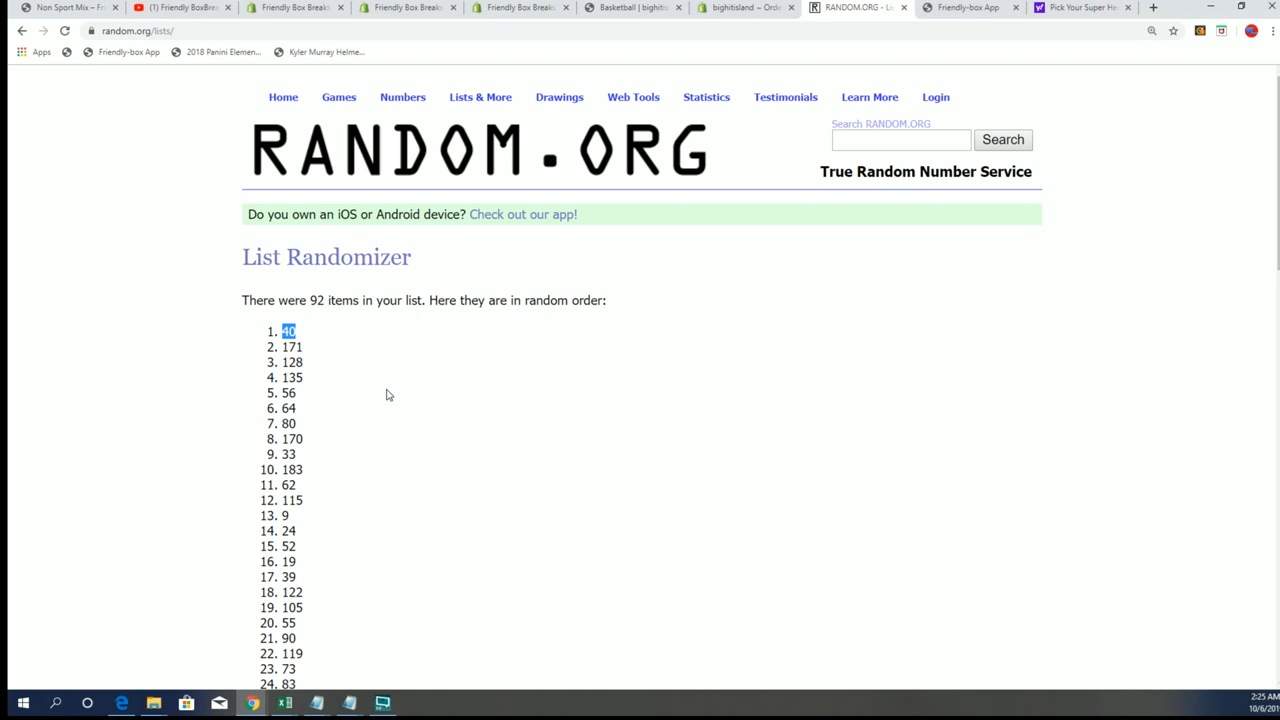 Non Sport Mix – Fri
(1) Friendly BoxBre
Friendly Box Breaks
Friendly Box Breaks
Friendly Box Breaks
Basketball | bighitis
bighitisland ~ Orde
RANDOM.ORG - Li
Friendly-box App
Pick Your Super He
random.org/lists/
Apps
Friendly-box App
2018 Panini Elemen...
Kyler Murray Helme...
Home Games Numbers Lists & More Drawings Web Tools Statistics Testimonials Learn More Login
Search RANDOM.ORG
RANDOM.ORG
Search
True Random Number Service
Do you own an iOS or Android device? Check out our app!
List Randomizer
There were 92 items in your list. Here they are in random order:
1. 40
2. 171
3. 128
4. 135
5. 56
6. 64
7. 80
8. 170
9. 33
10. 183
11. 62
12. 115
13. 9
14. 24
15. 52
16. 19
17. 39
18. 122
19. 105
20. 55
21. 90
22. 119
23. 73
24. 83
2:25 AM
10/6/201